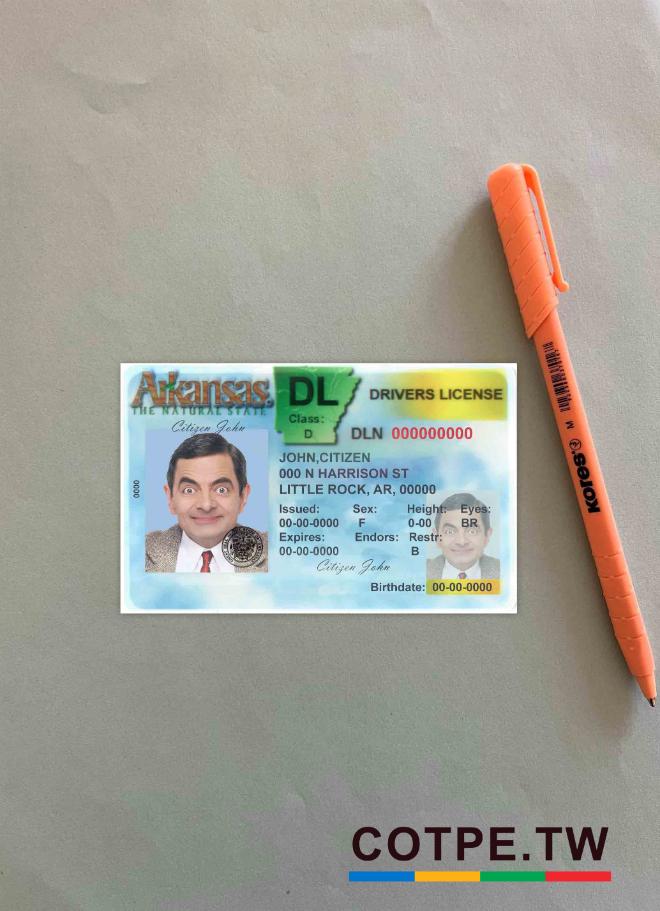 Arkansas
THE NATURAL STATE
DL
Class:
D
DRIVERS LICENSE
DLN 000000000
Citizen John
JOHN,CITIZEN
000 N HARRISON ST
LITTLE ROCK, AR, 00000
0000
Issued: Sex: Height: Eyes:
00-00-0000 F 0-00 BR
Expires: Endors: Restr:
00-00-0000 B
Citizen John
Birthdate: 00-00-0000
M
Kores
COTPE.TW